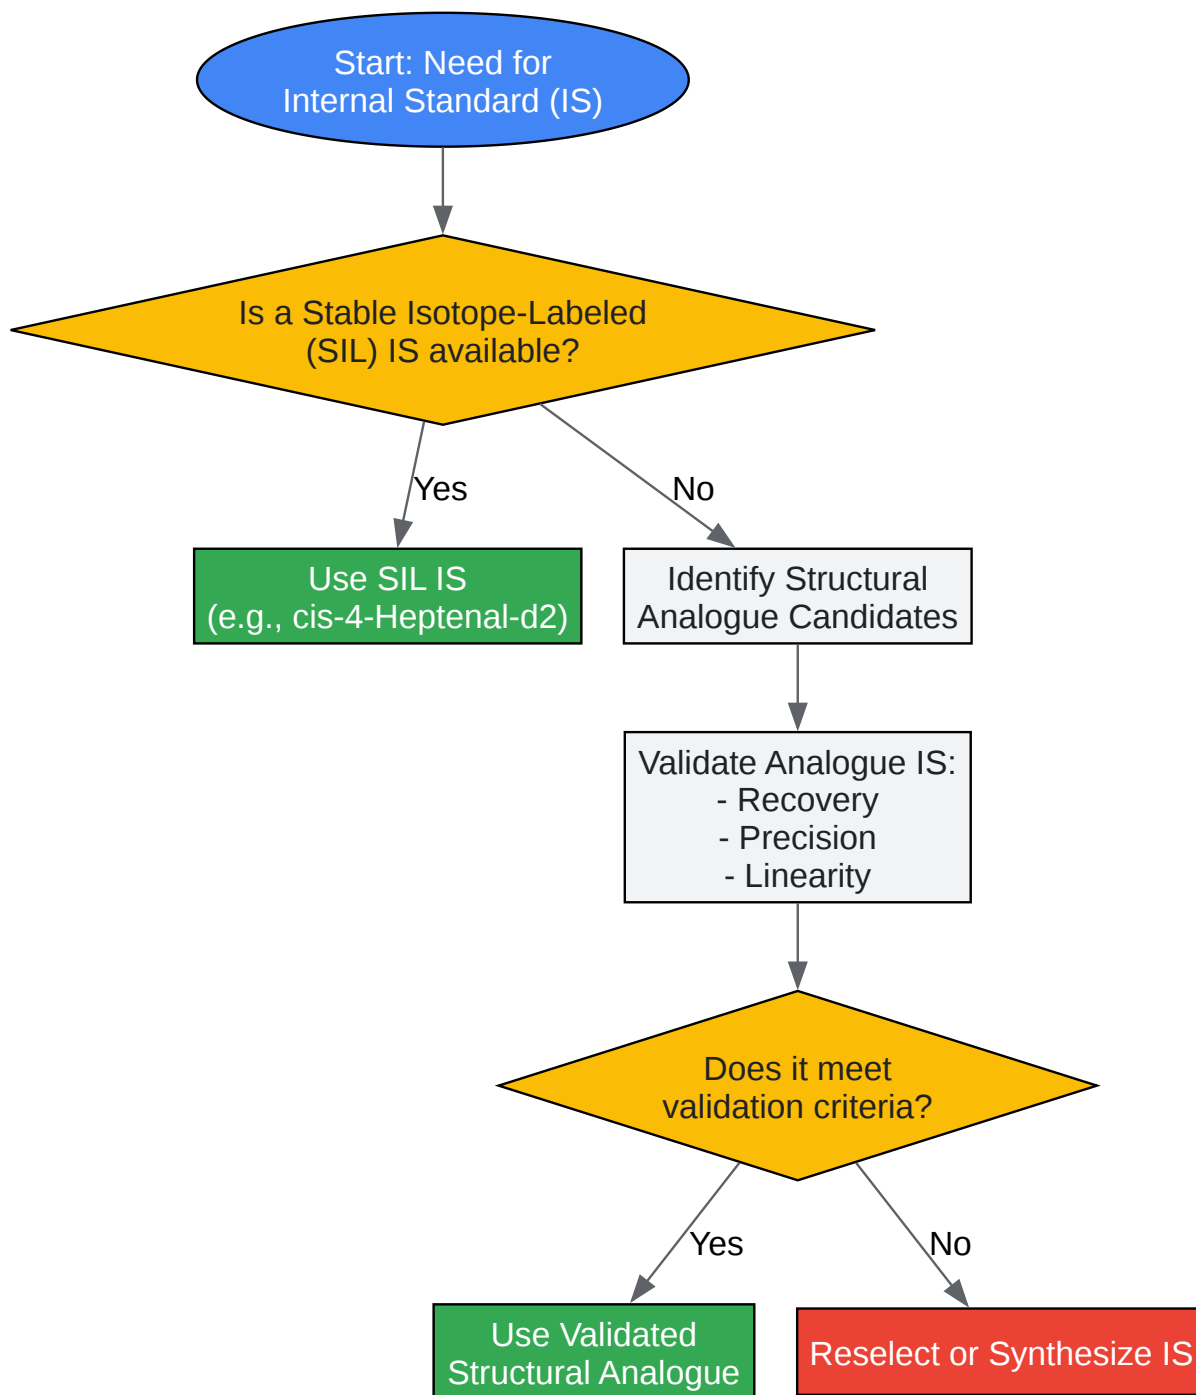 Start: Need for
Internal Standard (IS)
Is a Stable Isotope-Labeled
(SIL) IS available?
Yes
No
Use SIL IS
(e.g., cis-4-Heptenal-d2)
Identify Structural
Analogue Candidates
Validate Analogue IS:
- Recovery
- Precision
- Linearity
Does it meet
validation criteria?
Yes
No
Use Validated
Structural Analogue
Reselect or Synthesize IS